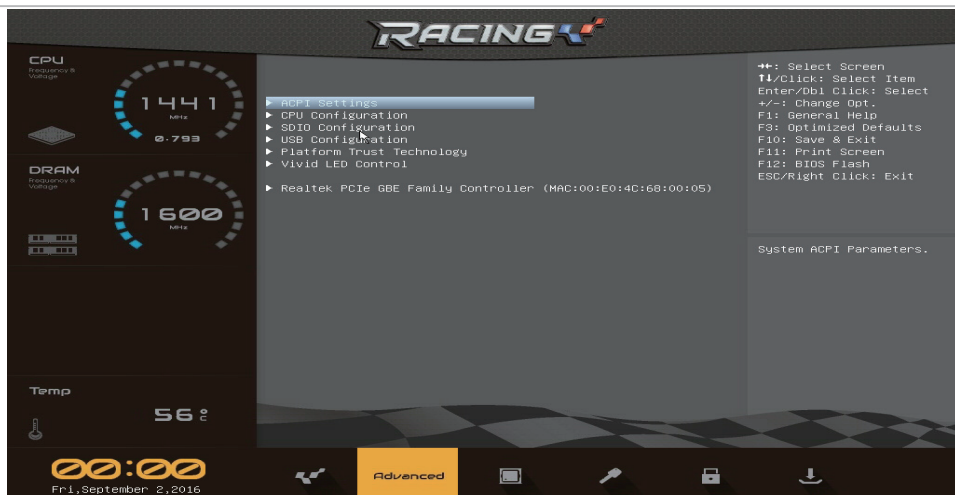 RACING
CPU
Frequency &
Voltage
1441
MHz
0.793
DRAM
Frequency &
Voltage
1600
MHz
Temp
56 °C
00:00
Fri,September 2,2016
▶ ACPI Settings
▶ CPU Configuration
▶ SDIO Configuration
▶ USB Configuration
▶ Platform Trust Technology
▶ Vivid LED Control
▶ Realtek PCIe GBE Family Controller (MAC:00:E0:4C:68:00:05)
→←: Select Screen
↑↓/Click: Select Item
Enter/Dbl Click: Select
+/-: Change Opt.
F1: General Help
F3: Optimized Defaults
F10: Save & Exit
F11: Print Screen
F12: BIOS Flash
ESC/Right Click: Exit
System ACPI Parameters.
Advanced